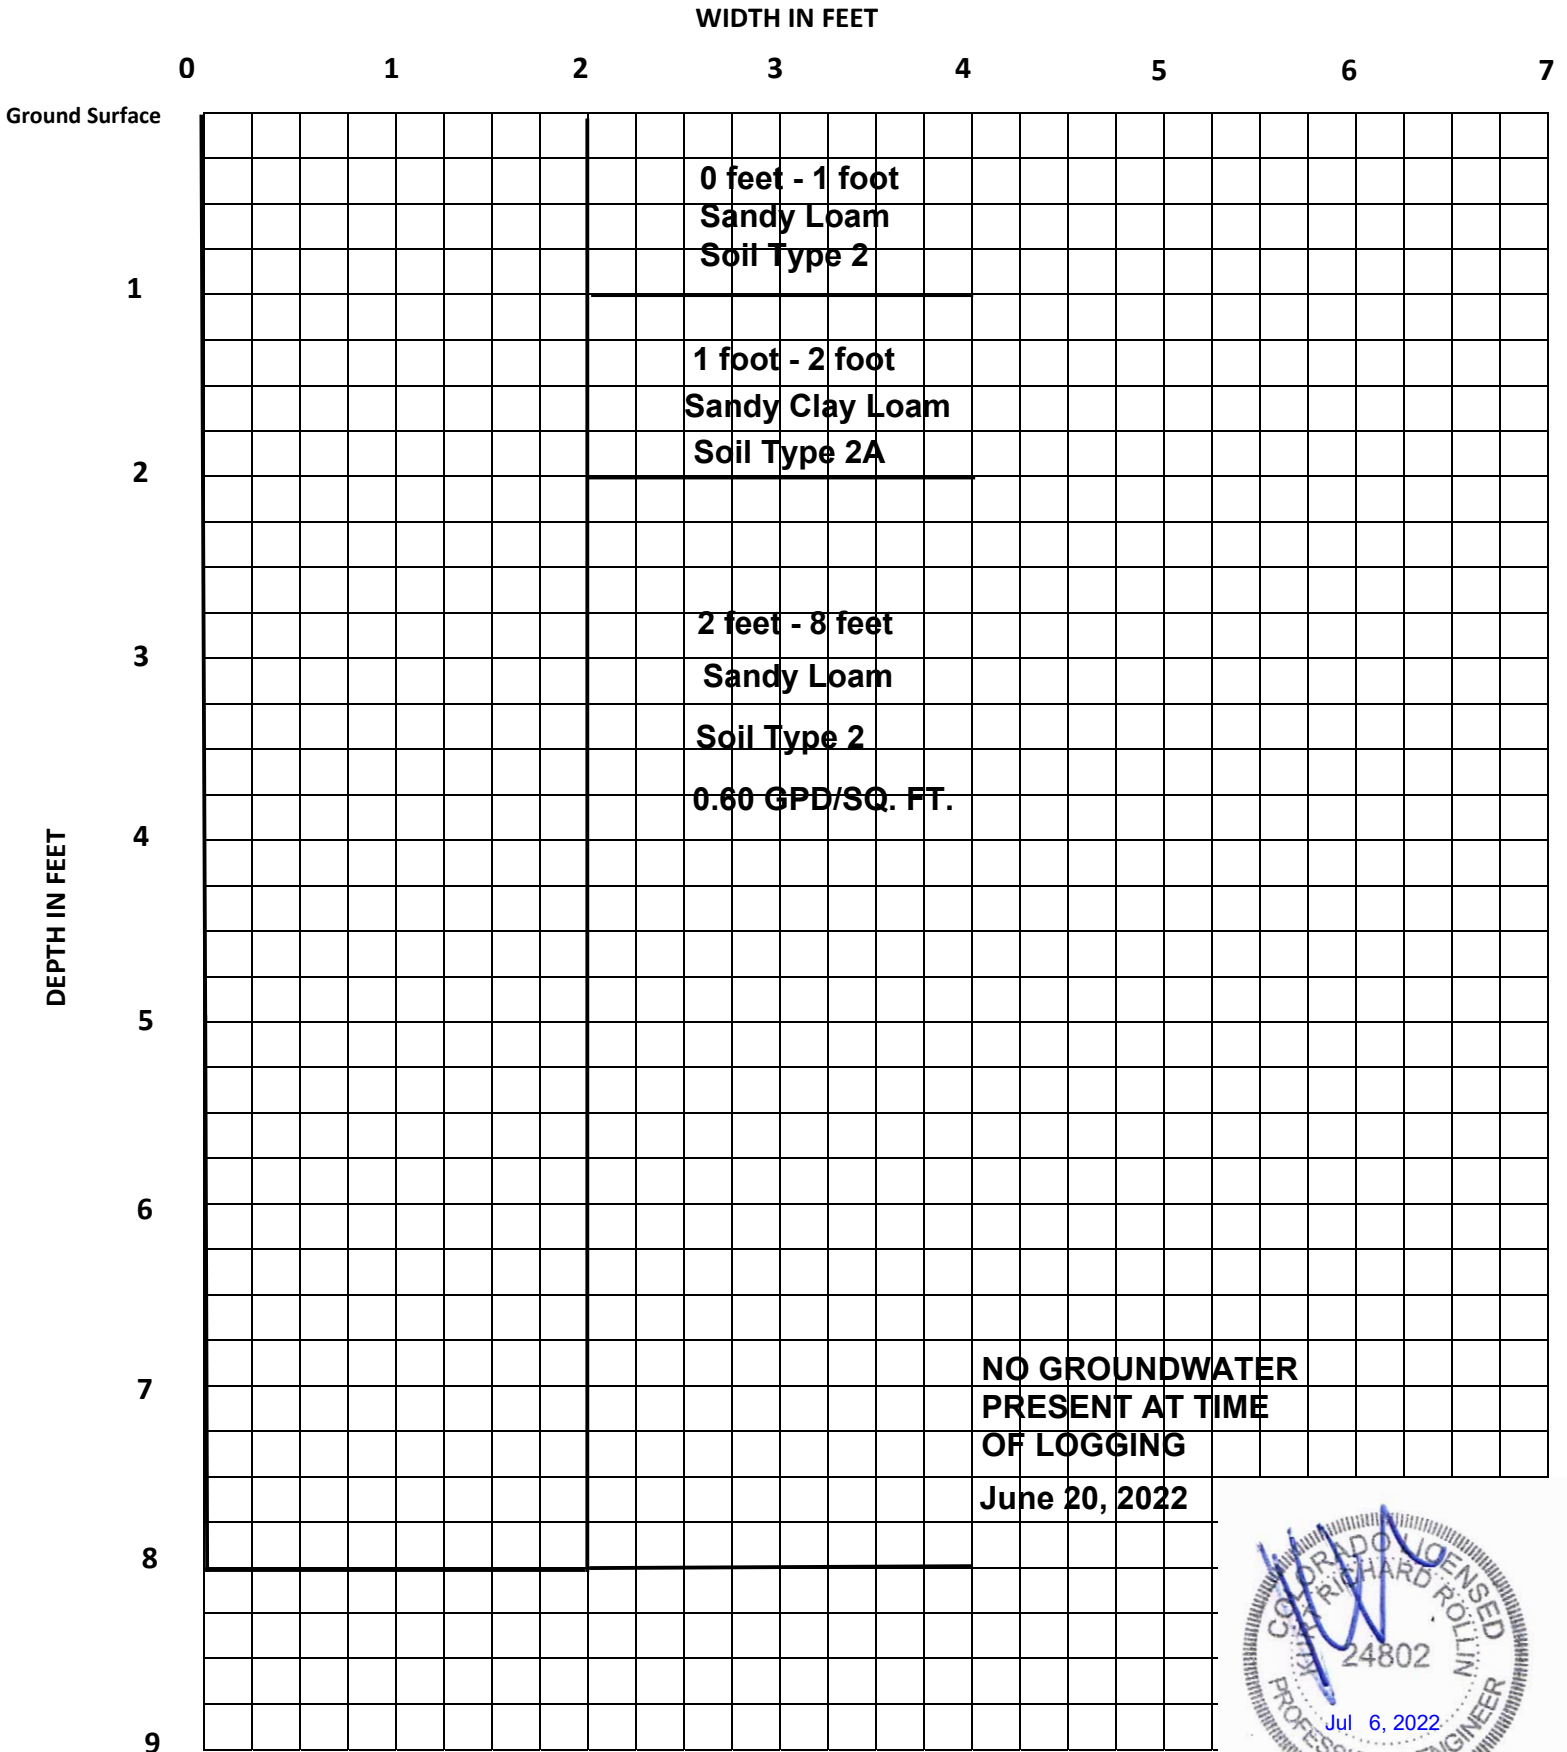 WIDTH IN FEET
0 1 2 3 4 5 6 7
Ground Surface
0 feet - 1 foot
Sandy Loam
Soil Type 2
1
1 foot - 2 foot
Sandy Clay Loam
Soil Type 2A
2
2 feet - 8 feet
3
Sandy Loam
Soil Type 2
0.60 GPD/SQ. FT.
4
DEPTH IN FEET
5
6
7
NO GROUNDWATER
PRESENT AT TIME
OF LOGGING
June 20, 2022
8
COLORADO LICENSED
RICHARD ROLLIN
24802
Jul 6, 2022
9